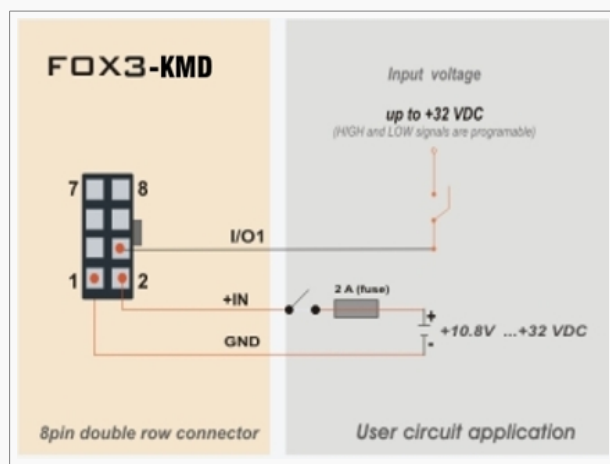 FOX3-KMD
Input voltage
up to +32 VDC
(HIGH and LOW signals are programable)
7 8
I/O1
1 2
+IN
2 A (fuse)
+
+10.8V ...+32 VDC
-
GND
8pin double row connector
User circuit application